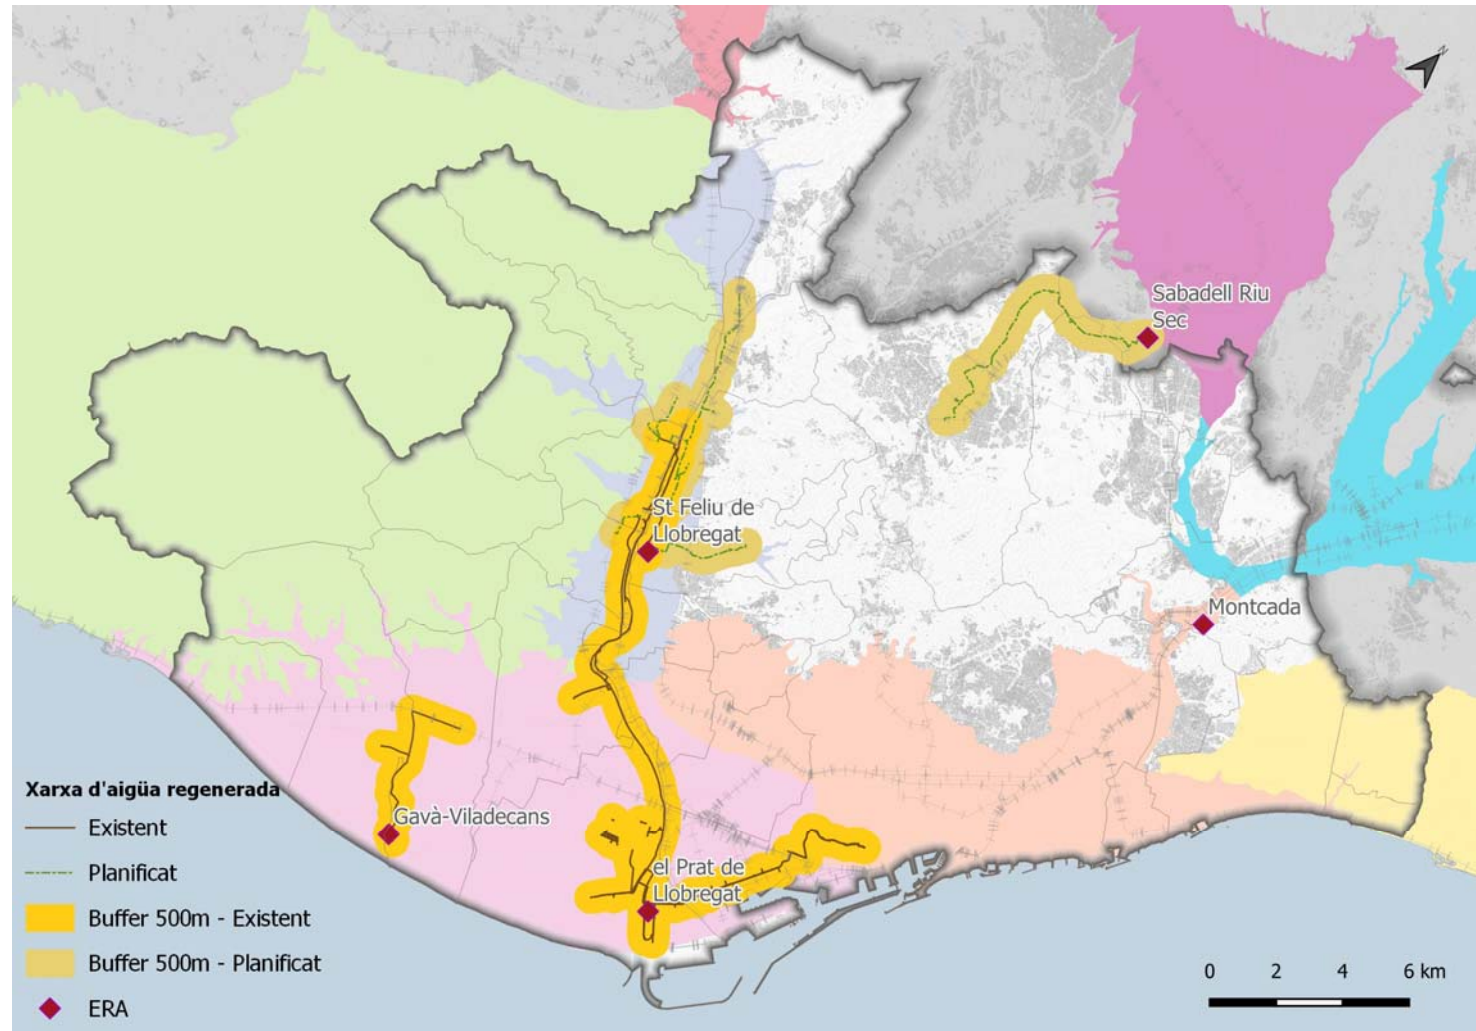 Sabadell Riu
Sec
St Feliu de
Llobregat
Montcada
Gavà-Viladecans
el Prat de
Llobregat
Xarxa d'aigüa regenerada
Existent
Planificat
Buffer 500m - Existent
Buffer 500m - Planificat
ERA
0 2 4 6 km